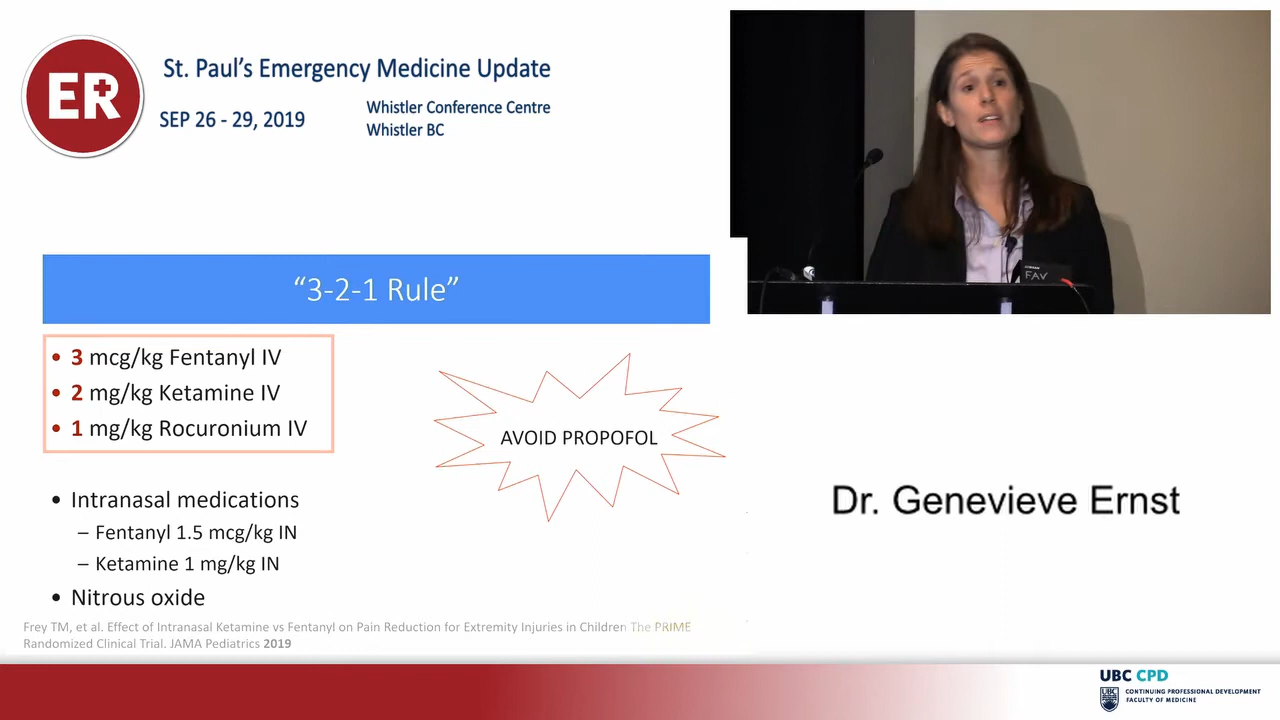 ER
St. Paul's Emergency Medicine Update
SEP 26 - 29, 2019
Whistler Conference Centre
Whistler BC
“3-2-1 Rule”
• 3 mcg/kg Fentanyl IV
• 2 mg/kg Ketamine IV
• 1 mg/kg Rocuronium IV
AVOID PROPOFOL
• Intranasal medications
– Fentanyl 1.5 mcg/kg IN
– Ketamine 1 mg/kg IN
• Nitrous oxide
Frey TM, et al. Effect of Intranasal Ketamine vs Fentanyl on Pain Reduction for Extremity Injuries in Children The PRIME
Randomized Clinical Trial. JAMA Pediatrics 2019
FAV
Dr. Genevieve Ernst
UBC CPD
CONTINUING PROFESSIONAL DEVELOPMENT
FACULTY OF MEDICINE